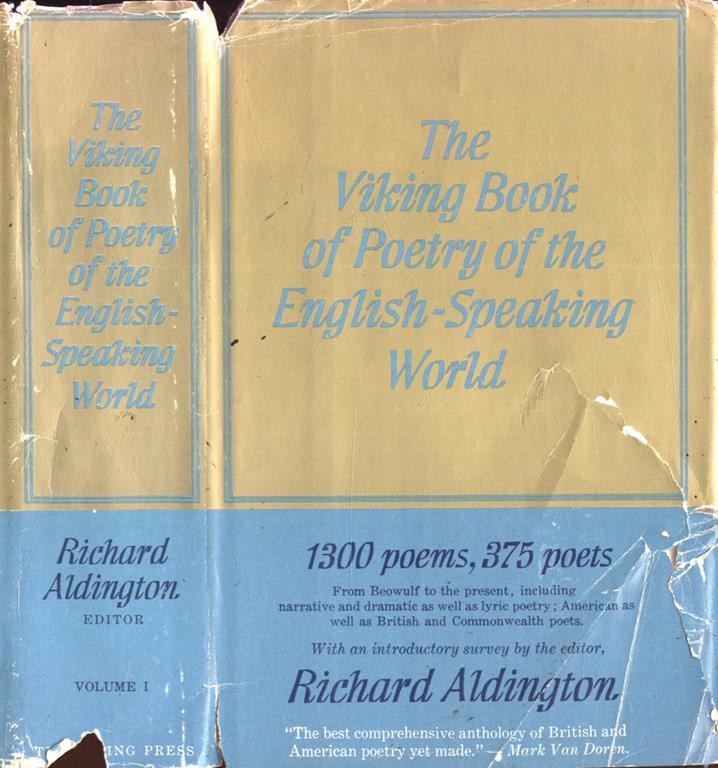 The
Viking
Book
of Poetry
of the
English-
Speaking
World
Richard
Aldington
EDITOR
VOLUME I
PRESS
The
Viking Book
of Poetry of the
English-Speaking
World
1300 poems, 375 poets
From Beowulf to the present, including
narrative and dramatic as well as lyric poetry; American as
well as British and Commonwealth poets.
With an introductory survey by the editor,
Richard Aldington
“The best comprehensive anthology of British and
American poetry yet made.” — Mark Van Doren.